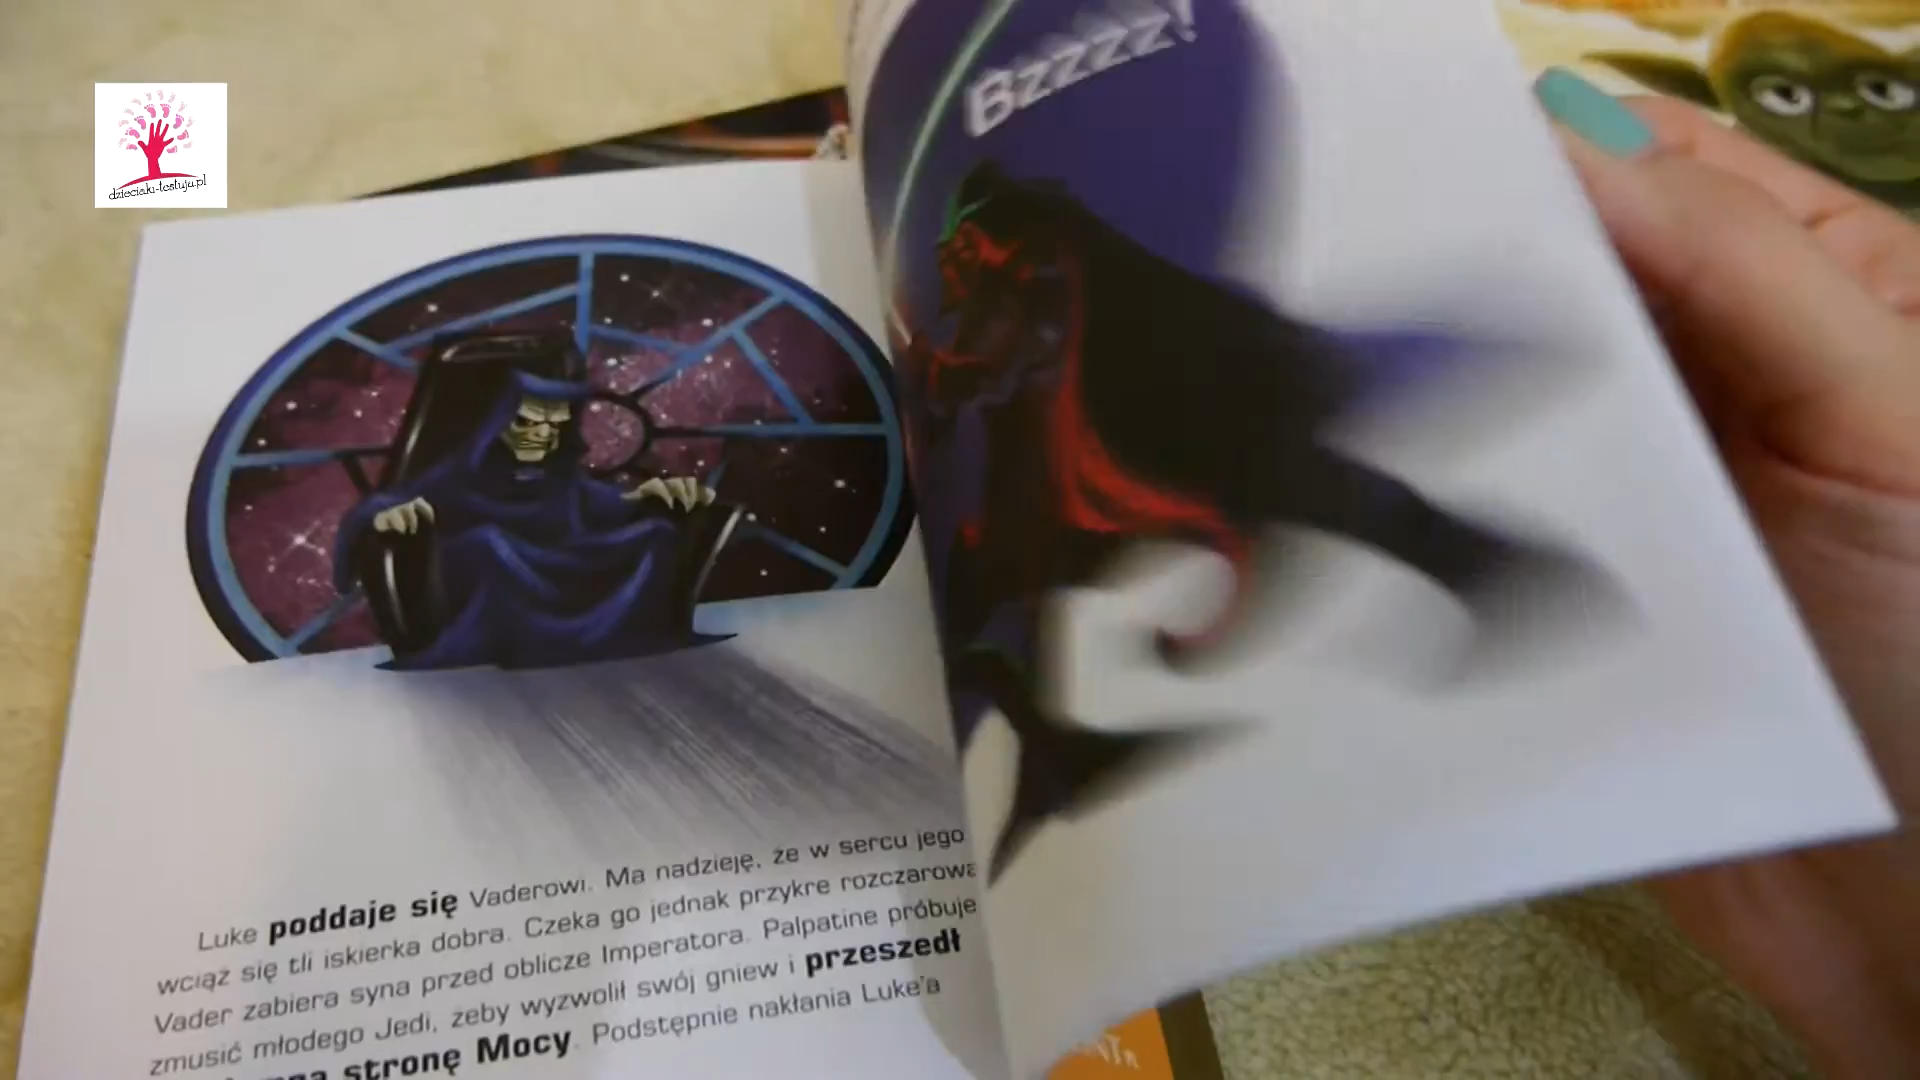 dzieciaki-testuja.pl
Bzzzz!
Luke poddaje się Vaderowi. Ma nadzieję, że w sercu jego
wciąż się tli iskierka dobra. Czeka go jednak przykre
Vader zabiera syna przed oblicze Imperatora. Palpatine próbuje
zmusić młodego Jedi, żeby wyzwolił swój gniew i przeszedł
stronę Mocy. Podstępnie nakłania Luke'a